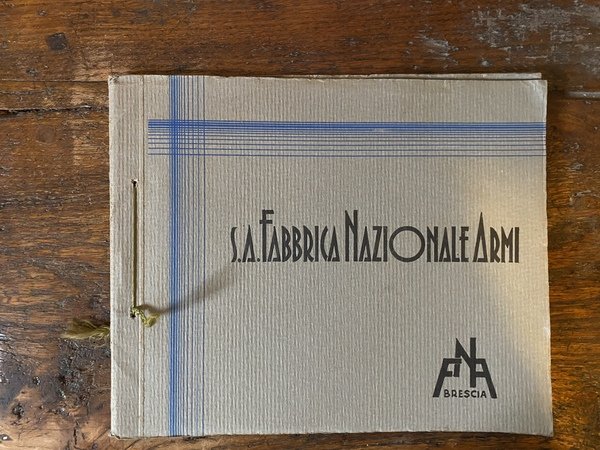 S.A. FABBRICA NAZIONALE ARMI
FNA
BRESCIA